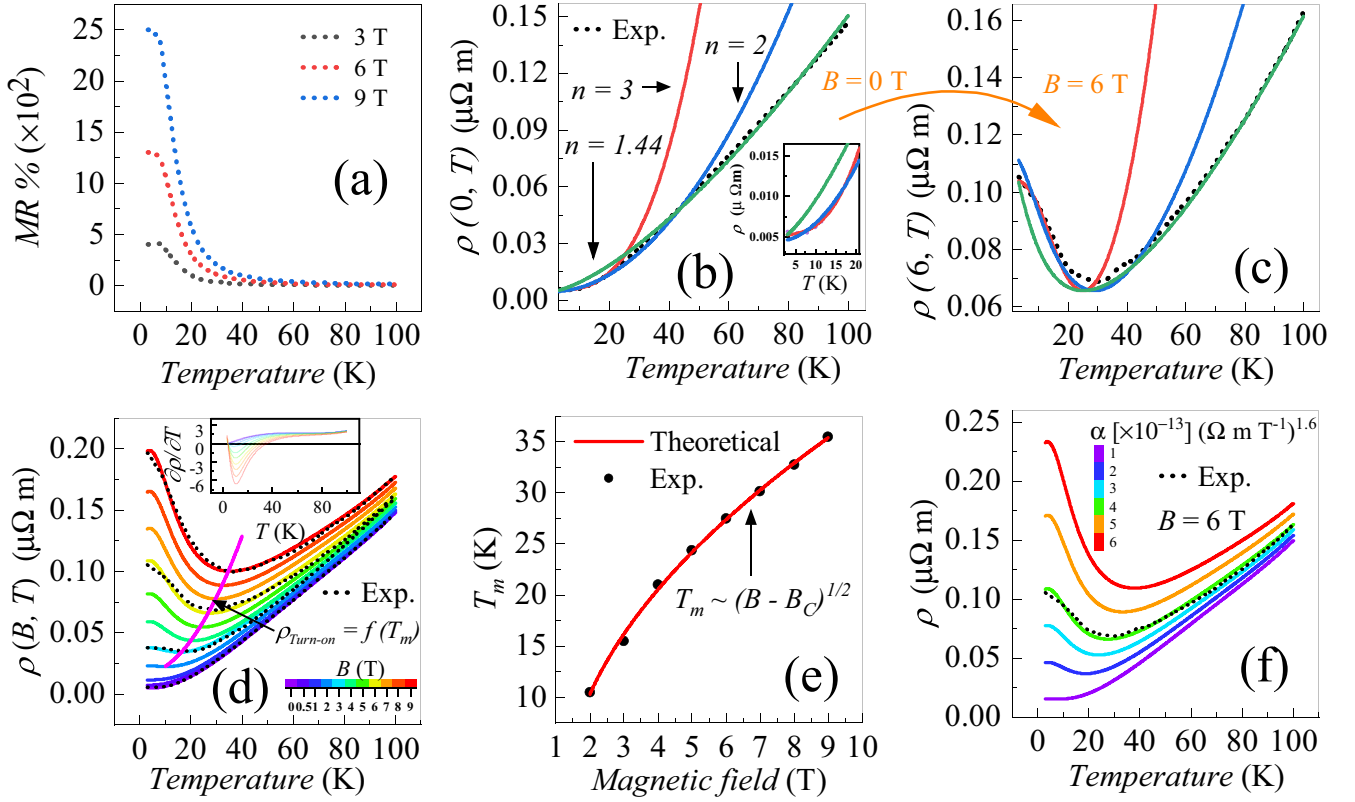 MR % (×10²)
25
20
15
10
5
0
3 T
6 T
9 T
(a)
0 20 40 60 80 100
Temperature (K)
ρ (0, T) (μΩ m)
0.15
0.12
0.09
0.06
0.03
0.00
Exp.
n = 2
n = 3
n = 1.44
(b)
ρ (μ Ωm)
0.015
0.010
0.005
5 10 15 20
T (K)
20 40 60 80 100
Temperature (K)
B = 0 T
B = 6 T
ρ (6, T) (μΩ m)
0.16
0.14
0.12
0.10
0.08
0.06
(c)
20 40 60 80 100
Temperature (K)
ρ (B, T) (μΩ m)
0.20
0.15
0.10
0.05
0.00
∂ρ/∂T
3
0
-3
-6
0 40 80
T (K)
Exp.
ρTurn-on = f (Tm)
B (T)
0 0.5 1 2 3 4 5 6 7 8 9
(d)
0 20 40 60 80 100
Temperature (K)
Tm (K)
35
30
25
20
15
10
Theoretical
Exp.
Tm ~ (B - BC)1/2
(e)
1 2 3 4 5 6 7 8 9 10
Magnetic field (T)
ρ (μΩ m)
0.25
0.20
0.15
0.10
0.05
0.00
α [×10⁻¹³] (Ω m T⁻¹)1.6
1
2
3
4
5
6
Exp.
B = 6 T
(f)
0 20 40 60 80 100
Temperature (K)